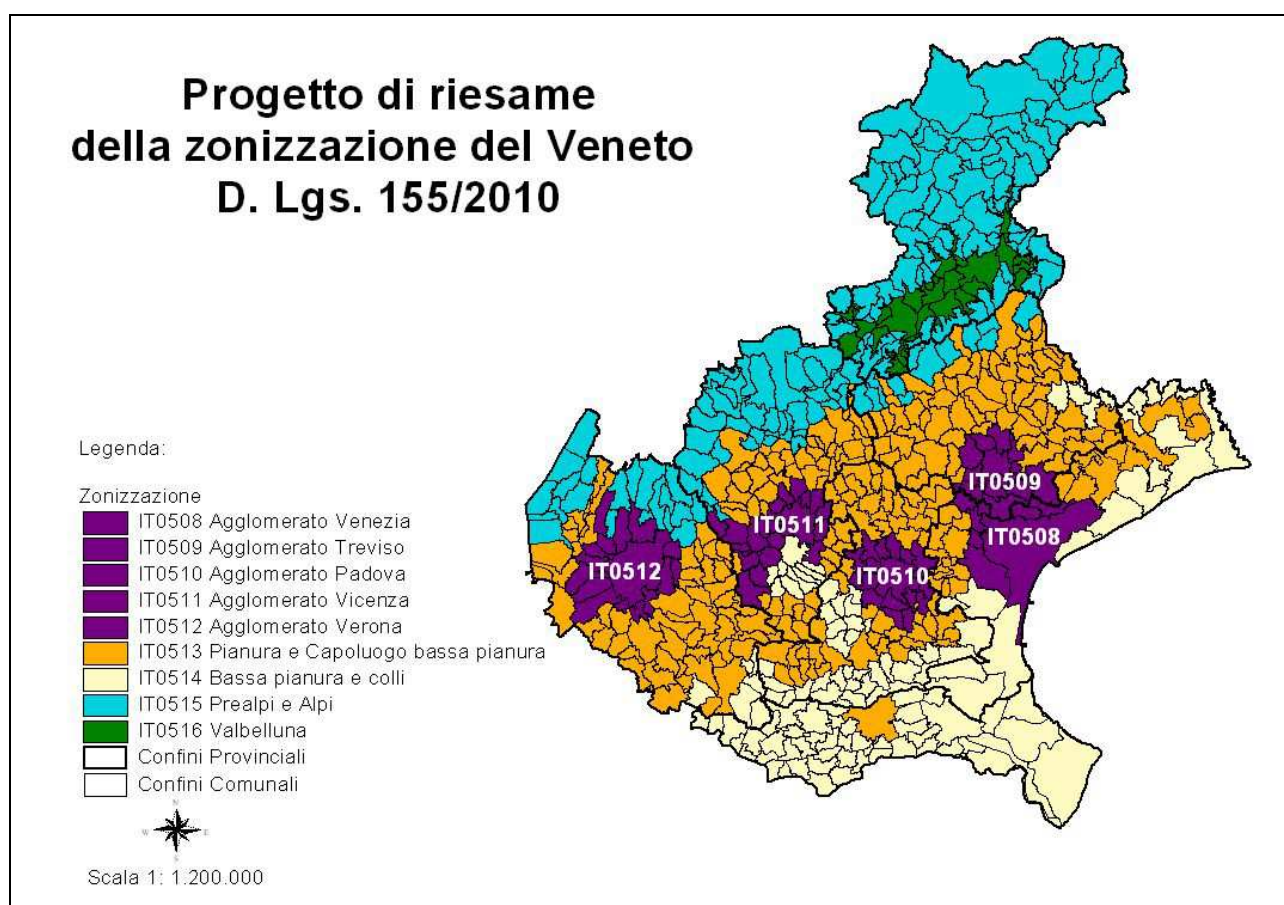 Progetto di riesame
della zonizzazione del Veneto
D. Lgs. 155/2010
IT0509
IT0511
IT0508
IT0512
IT0510
Legenda:
Zonizzazione
IT0508 Agglomerato Venezia
IT0509 Agglomerato Treviso
IT0510 Agglomerato Padova
IT0511 Agglomerato Vicenza
IT0512 Agglomerato Verona
IT0513 Pianura e Capoluogo bassa pianura
IT0514 Bassa pianura e colli
IT0515 Prealpi e Alpi
IT0516 Valbelluna
Confini Provinciali
Confini Comunali
N
W E
S
Scala 1: 1.200.000